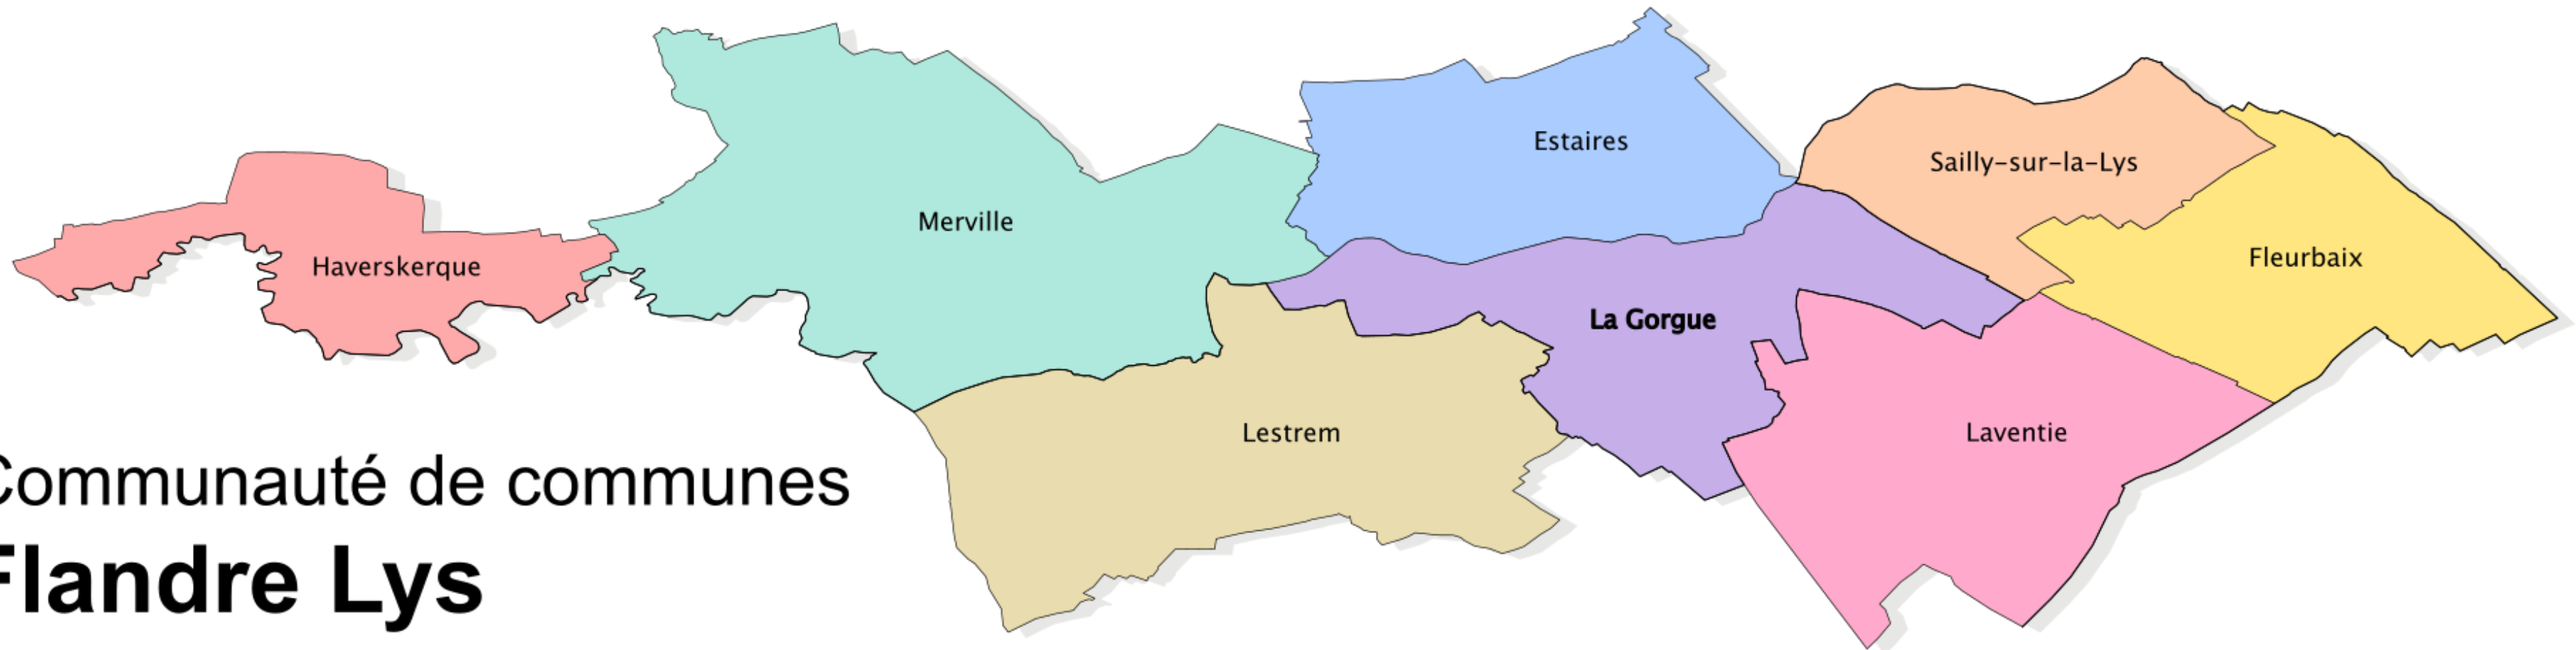 Estaires
Sailly-sur-la-Lys
Merville
Fleurbaix
Haverskerque
La Gorgue
Lestrem
Laventie
Communauté de communes
Flandre Lys